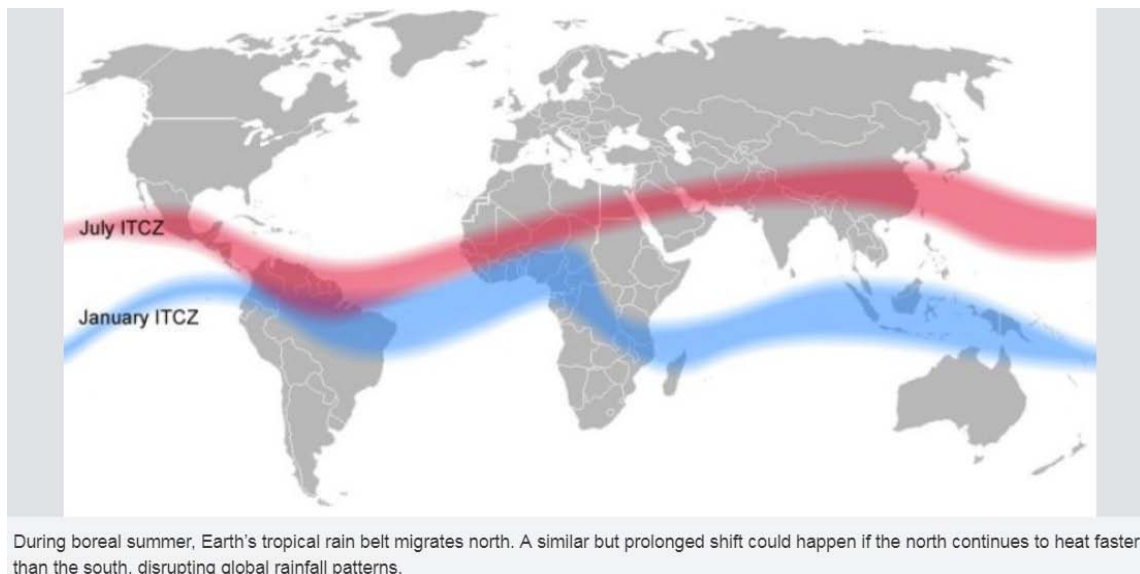 July ITCZ
January ITCZ
During boreal summer, Earth's tropical rain belt migrates north. A similar but prolonged shift could happen if the north continues to heat faster
than the south, disrupting global rainfall patterns.